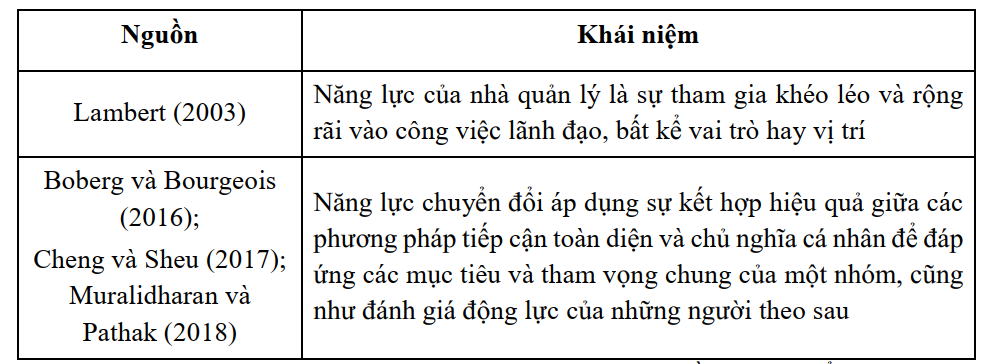 Nguồn
Khái niệm
Lambert (2003)
Năng lực của nhà quản lý là sự tham gia khéo léo và rộng
rãi vào công việc lãnh đạo, bất kể vai trò hay vị trí
Boberg và Bourgeois
(2016);
Cheng và Sheu (2017);
Muralidharan và
Pathak (2018)
Năng lực chuyển đổi áp dụng sự kết hợp hiệu quả giữa các
phương pháp tiếp cận toàn diện và chủ nghĩa cá nhân để đáp
ứng các mục tiêu và tham vọng chung của một nhóm, cũng
như đánh giá động lực của những người theo sau